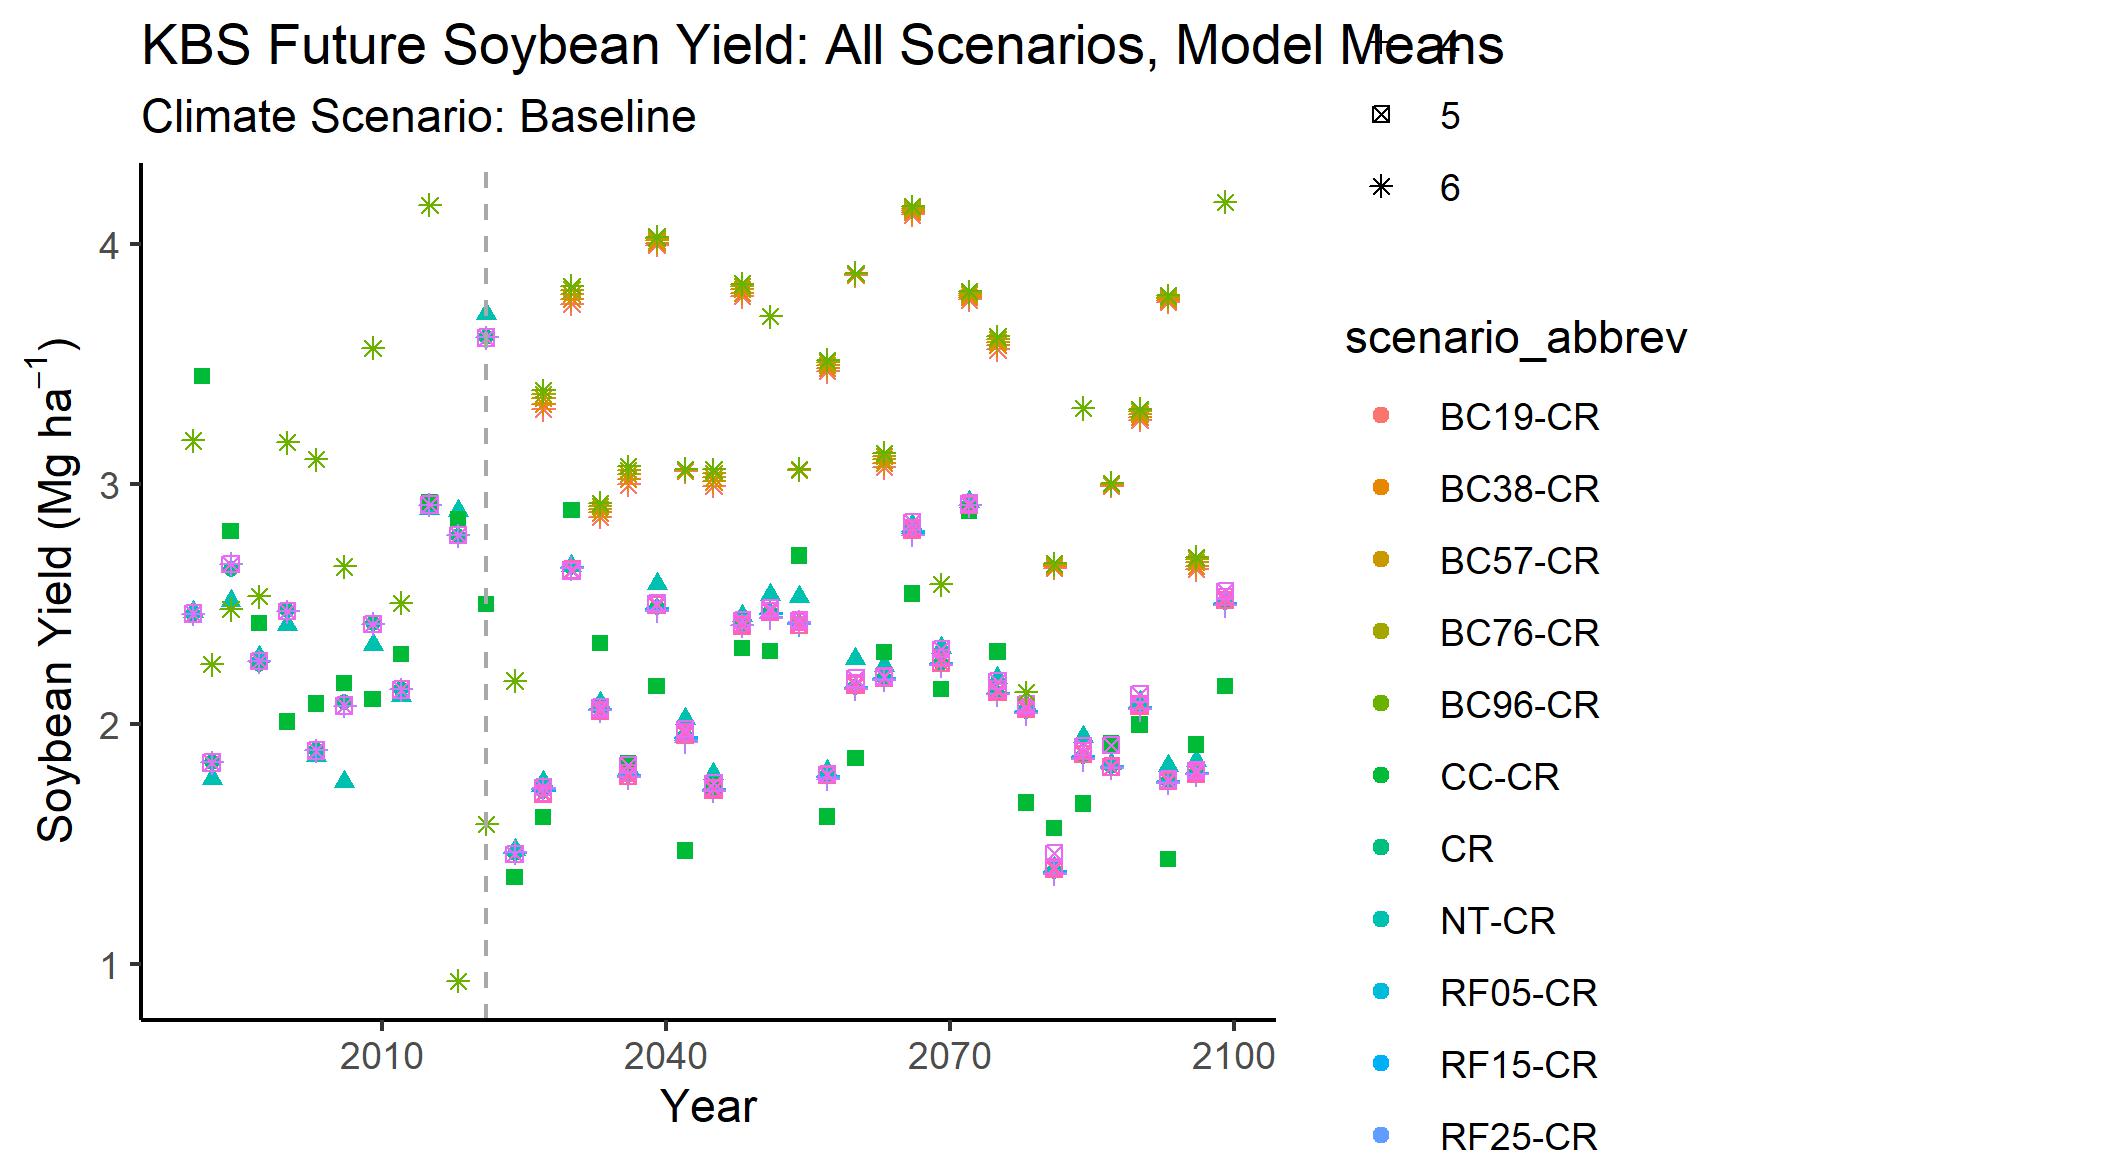 KBS Future Soybean Yield: All Scenarios, Model Means
Climate Scenario: Baseline
4
3
2
1
Soybean Yield (Mg ha⁻¹)
2010
2040
2070
2100
Year
4
5
6
scenario_abbrev
BC19-CR
BC38-CR
BC57-CR
BC76-CR
BC96-CR
CC-CR
CR
NT-CR
RF05-CR
RF15-CR
RF25-CR